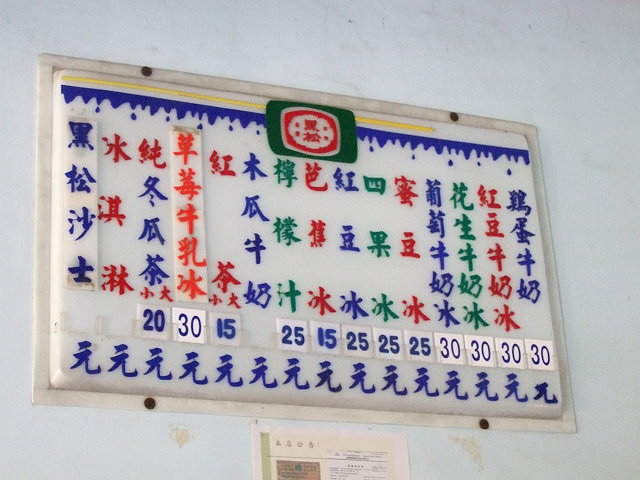 黑松
黑松沙士 元
冰淇淋 元
純冬瓜茶 小大 20 元
草莓牛乳冰 30 元
紅茶 小大 15 元
木瓜牛奶 元
檸檬汁 25 元
芭蕉冰 15 元
紅豆冰 25 元
四果冰 25 元
蜜豆冰 25 元
葡萄牛奶冰 30 元
花生牛奶冰 30 元
紅豆牛奶冰 30 元
鷄蛋牛奶 30 元
本店公告：